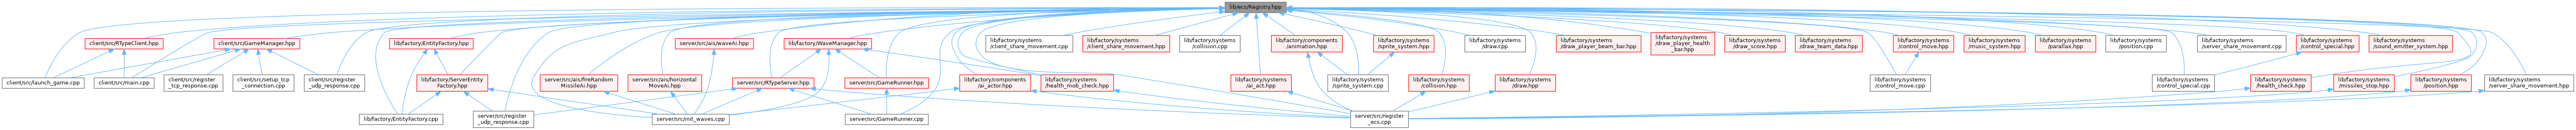 lib/ecs/Registry.hpp
client/src/RTypeClient.hpp
client/src/GameManager.hpp
lib/factory/EntityFactory.hpp
server/src/ais/waveAi.hpp
lib/factory/WaveManager.hpp
lib/factory/systems
/client_share_movement.cpp
lib/factory/systems
/client_share_movement.hpp
lib/factory/systems
/collision.cpp
lib/factory/components
/animation.hpp
lib/factory/systems
/sprite_system.hpp
lib/factory/systems
/draw.cpp
lib/factory/systems
/draw_player_beam_bar.hpp
lib/factory/systems
/draw_player_health
_bar.hpp
lib/factory/systems
/draw_score.hpp
lib/factory/systems
/draw_team_data.hpp
lib/factory/systems
/control_move.hpp
lib/factory/systems
/music_system.hpp
lib/factory/systems
/parallax.hpp
lib/factory/systems
/position.cpp
lib/factory/systems
/server_share_movement.cpp
lib/factory/systems
/control_special.hpp
lib/factory/systems
/sound_emitter_system.hpp
client/src/launch_game.cpp
client/src/main.cpp
client/src/register
_tcp_response.cpp
client/src/setup_tcp
_connection.cpp
client/src/register
_udp_response.cpp
lib/factory/ServerEntity
Factory.hpp
server/src/ais/fireRandom
MissileAi.hpp
server/src/ais/horizontal
MoveAi.hpp
server/src/RTypeServer.hpp
server/src/GameRunner.hpp
lib/factory/components
/ai_actor.hpp
lib/factory/systems
/health_mob_check.hpp
lib/factory/systems
/ai_act.hpp
lib/factory/systems
/sprite_system.cpp
lib/factory/systems
/collision.hpp
lib/factory/systems
/draw.hpp
lib/factory/systems
/control_move.cpp
lib/factory/systems
/control_special.cpp
lib/factory/systems
/health_check.hpp
lib/factory/systems
/missiles_stop.hpp
lib/factory/systems
/position.hpp
lib/factory/systems
/server_share_movement.hpp
lib/factory/EntityFactory.cpp
server/src/register
_udp_response.cpp
server/src/init_waves.cpp
server/src/GameRunner.cpp
server/src/register
_ecs.cpp